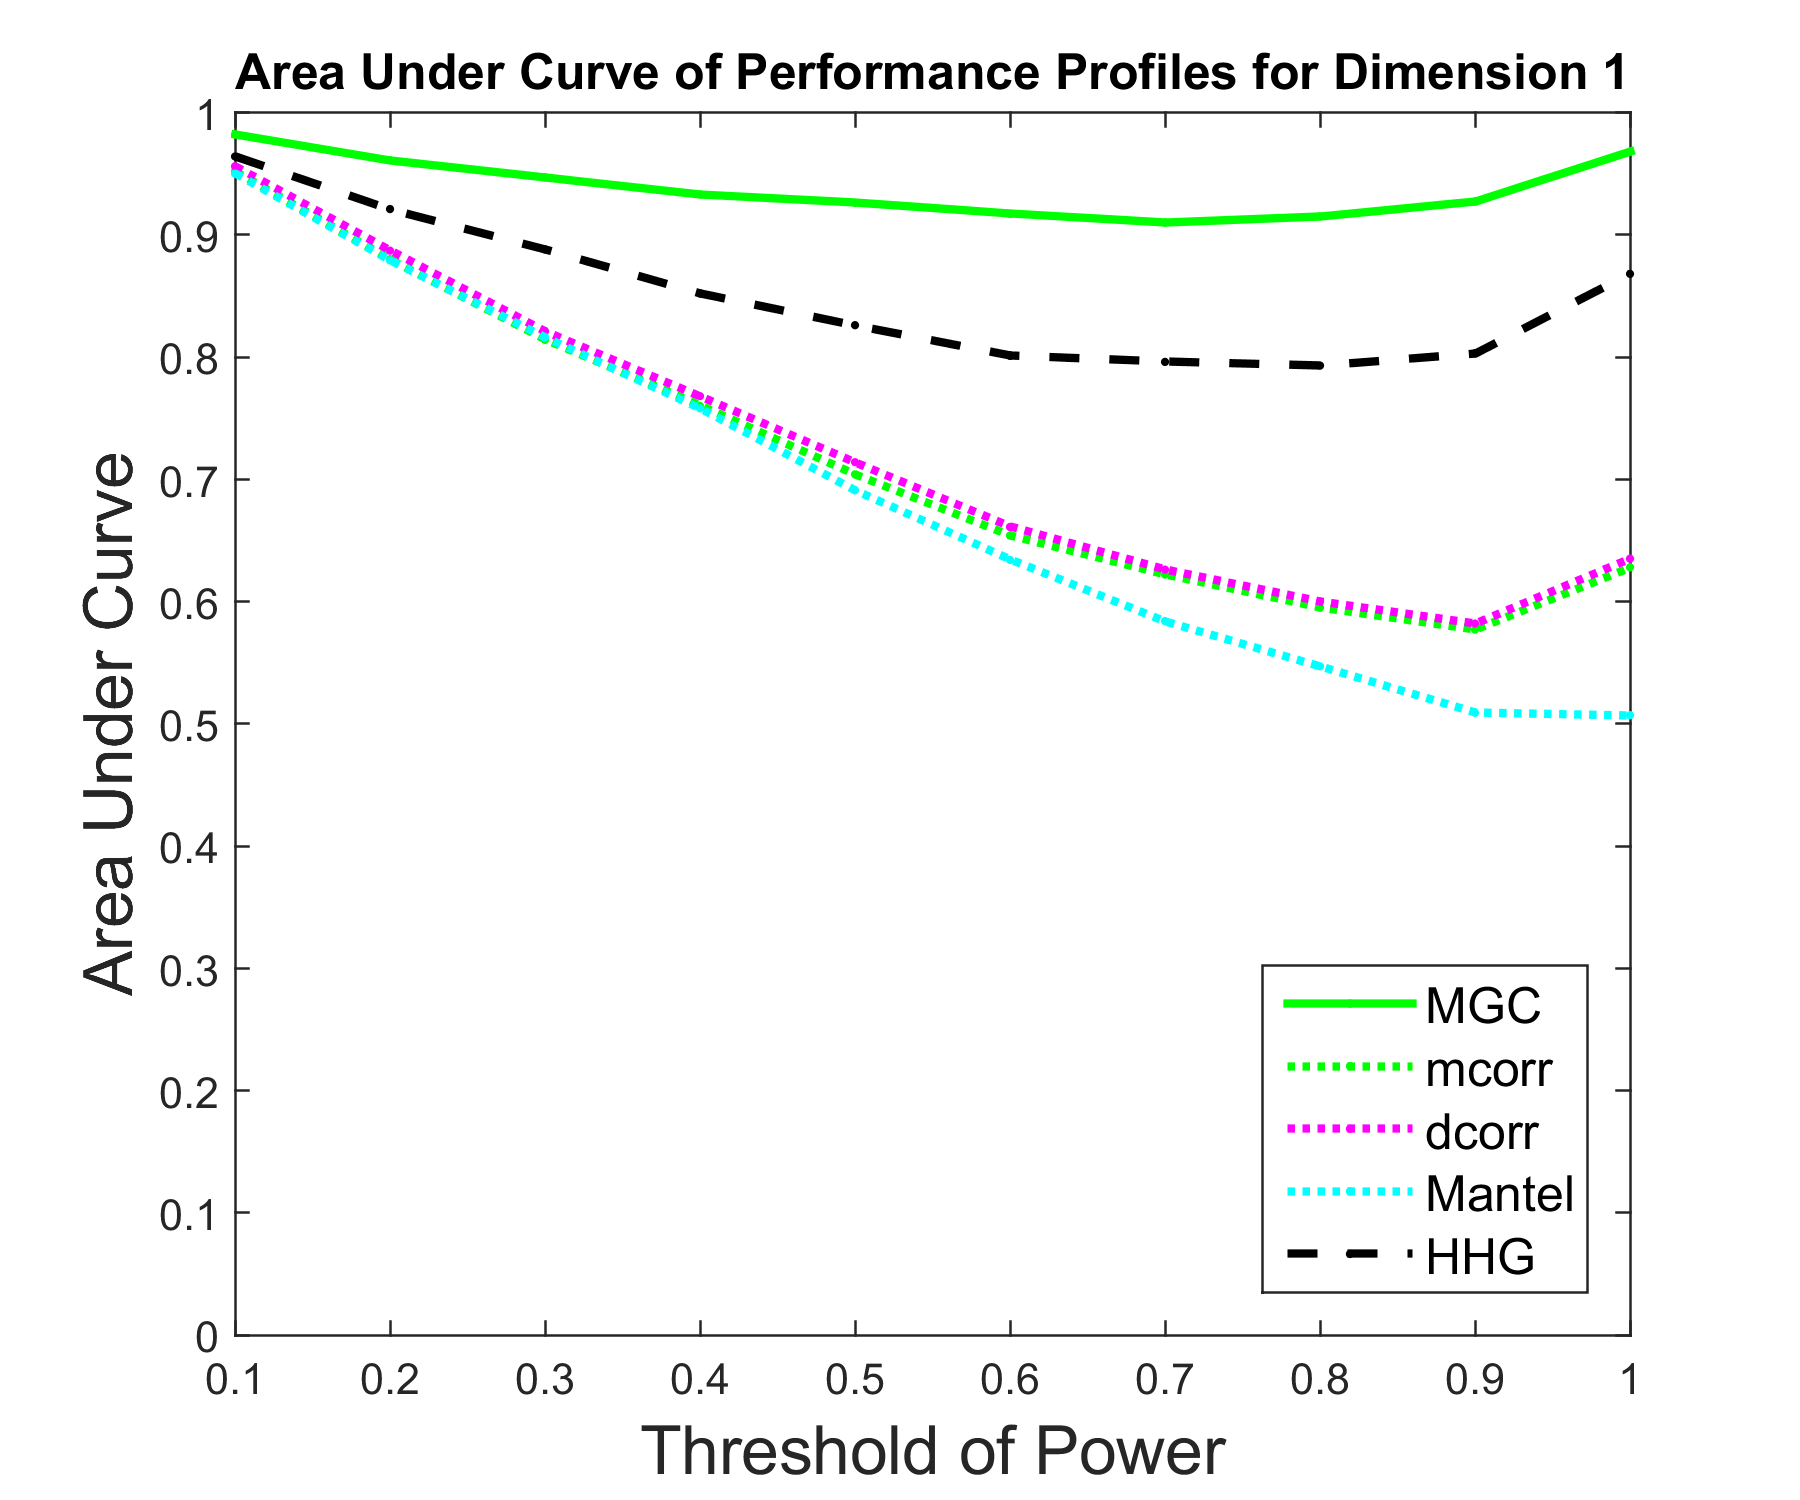 Area Under Curve of Performance Profiles for Dimension 1
1
0.9
0.8
0.7
0.6
0.5
0.4
0.3
0.2
0.1
0
Area Under Curve
MGC
mcorr
dcorr
Mantel
HHG
0.1 0.2 0.3 0.4 0.5 0.6 0.7 0.8 0.9 1
Threshold of Power